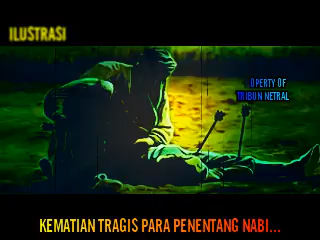 ILUSTRASI
OPERTY OF
TRIBUN NETRAL
KEMATIAN TRAGIS PARA PENENTANG NABI...